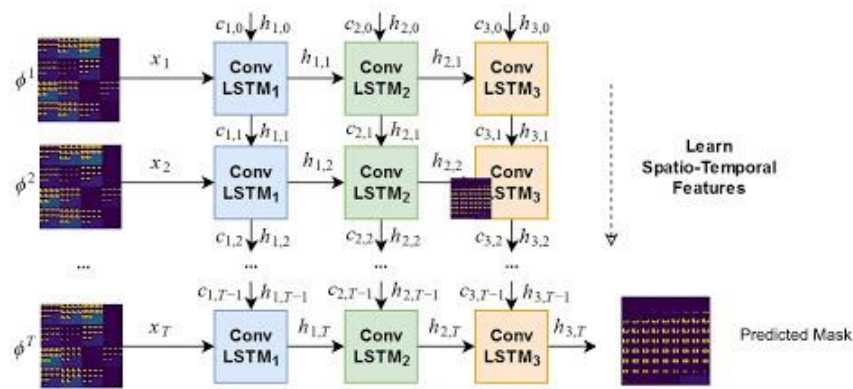 c1,0 h1,0 c2,0 h2,0 c3,0 h3,0
ϕ1 x1 Conv LSTM1 h1,1 Conv LSTM2 h2,1 Conv LSTM3
c1,1 h1,1 c2,1 h2,1 c3,1 h3,1
Learn
Spatio-Temporal
Features
ϕ2 x2 Conv LSTM1 h1,2 Conv LSTM2 h2,2 Conv LSTM3
c1,2 h1,2 c2,2 h2,2 c3,2 h3,2
... ... ... ...
c1,T−1 h1,T−1 c2,T−1 h2,T−1 c3,T−1 h3,T−1
ϕT xT Conv LSTM1 h1,T Conv LSTM2 h2,T Conv LSTM3 h3,T
Predicted Mask